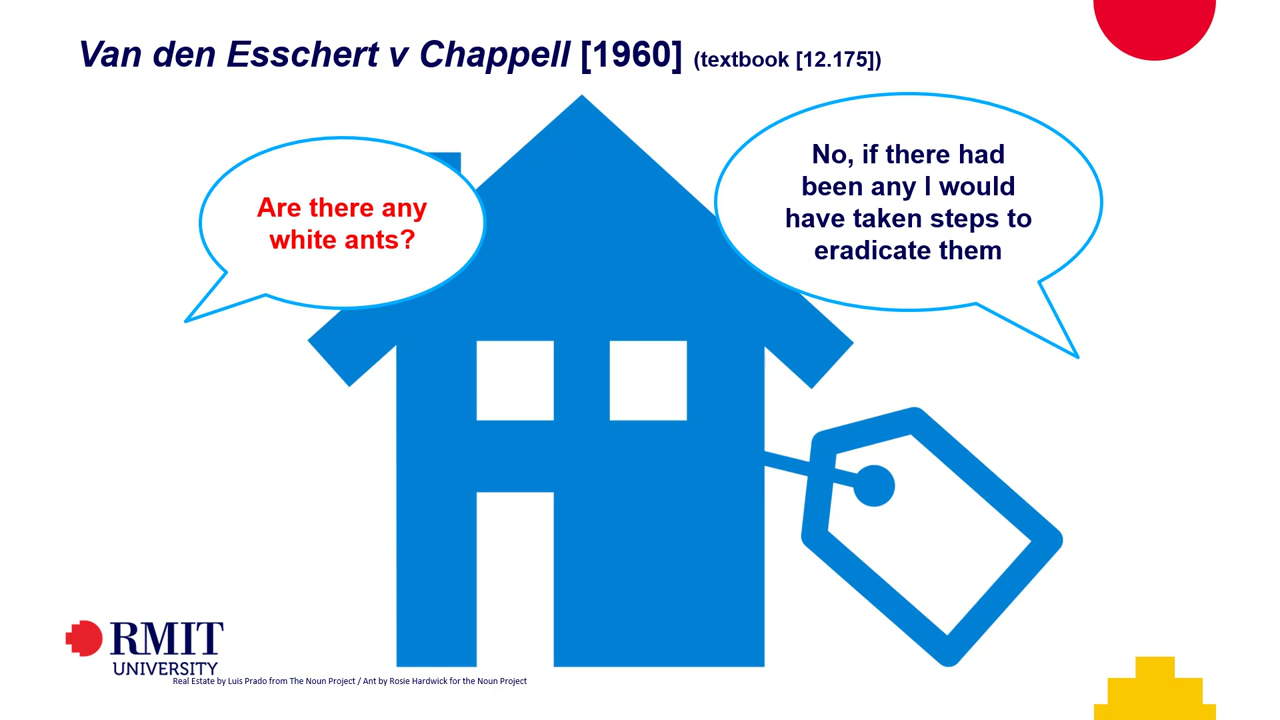 Van den Esschert v Chappell [1960] (textbook [12.175])
Are there any
white ants?
No, if there had
been any I would
have taken steps to
eradicate them
RMIT
UNIVERSITY
Real Estate by Luis Prado from The Noun Project / Ant by Rosie Hardwick for the Noun Project